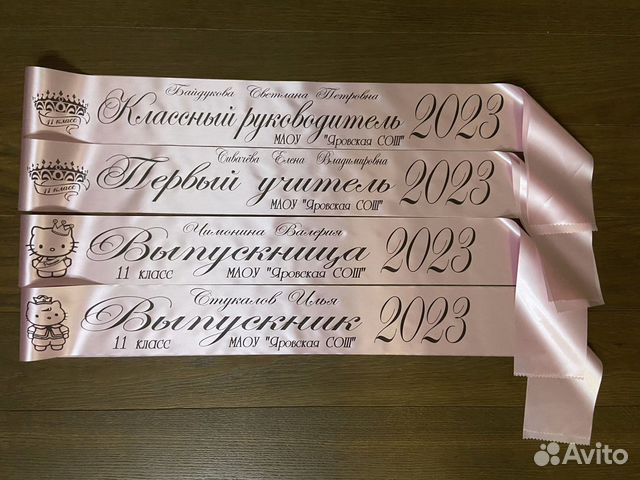 Байдукова Светлана Петровна
11 класс
Классный руководитель 2023
МАОУ "Яровская СОШ"
Сивачёва Елена Владимировна
11 класс
Первый учитель 2023
МАОУ "Яровская СОШ"
Чимонина Валерия
Выпускница 2023
11 класс МАОУ "Яровская СОШ"
Стукалов Илья
Выпускник 2023
11 класс МАОУ "Яровская СОШ"
Avito